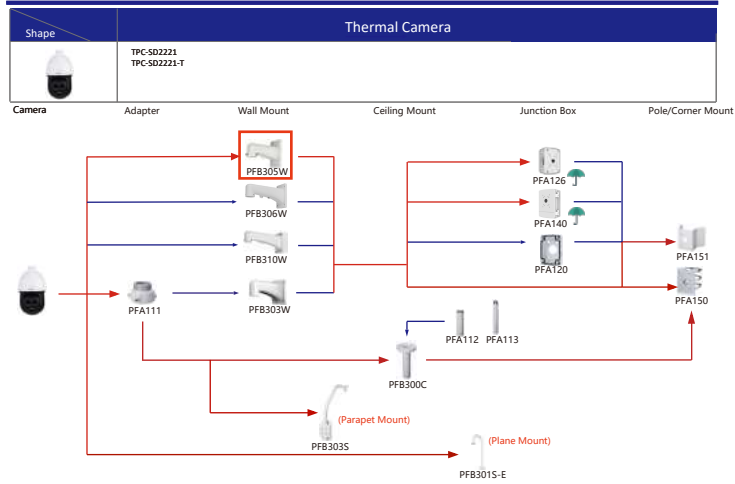 Shape
Thermal Camera
TPC-SD2221
TPC-SD2221-T
Camera
Adapter
Wall Mount
Ceiling Mount
Junction Box
Pole/Corner Mount
PFB305W
PFA126
PFB306W
PFA140
PFB310W
PFA120
PFA151
PFA111
PFB303W
PFA150
PFA112
PFA113
PFB300C
(Parapet Mount)
PFB303S
(Plane Mount)
PFB301S-E